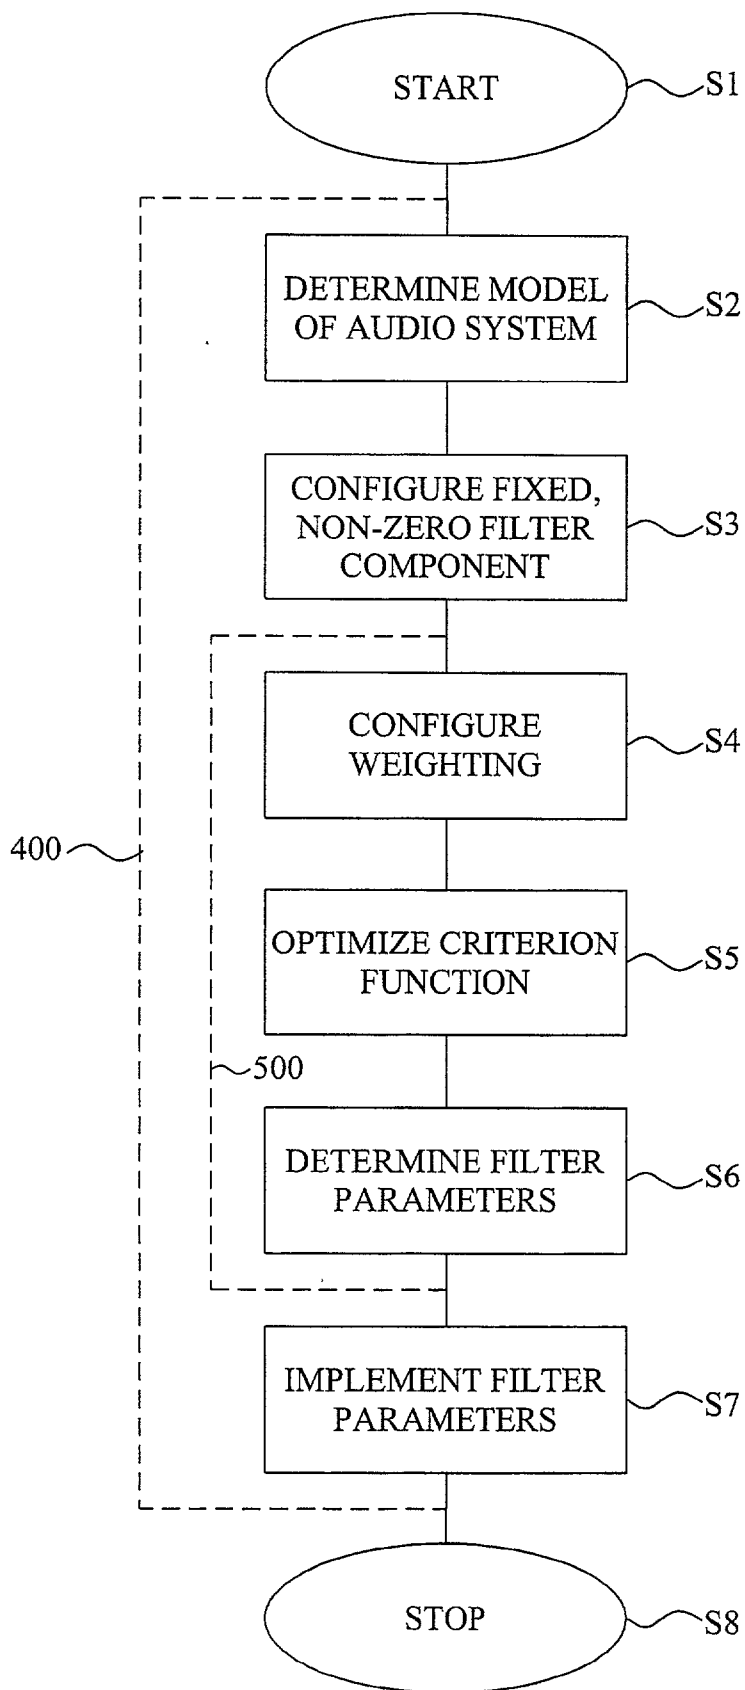 START
S1
DETERMINE MODEL
OF AUDIO SYSTEM
S2
CONFIGURE FIXED,
NON-ZERO FILTER
COMPONENT
S3
CONFIGURE
WEIGHTING
S4
400
OPTIMIZE CRITERION
FUNCTION
S5
500
DETERMINE FILTER
PARAMETERS
S6
IMPLEMENT FILTER
PARAMETERS
S7
STOP
S8